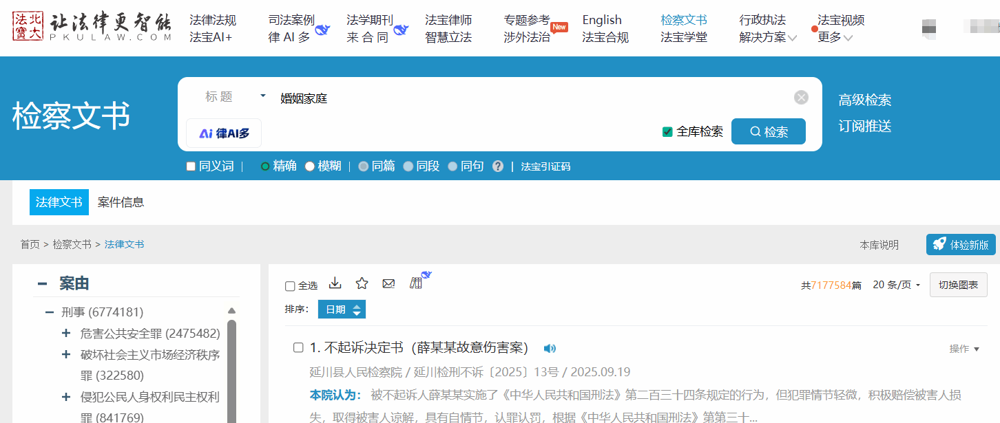 北大法寶 让法律更智能
PKULAW.COM
法律法规 司法案例 法学期刊 法宝律师 专题参考 English 检察文书 行政执法 法宝视频
法宝AI+ 律 AI 多 来 合 同 智慧立法 涉外法治 New 法宝合规 法宝学堂 解决方案 更多
检察文书
标 题 婚姻家庭
Ai 律AI多 全库检索 检索
高级检索
订阅推送
同义词 | 精确 模糊 | 同篇 同段 同句 ? | 法宝引证码
法律文书 案件信息
首页 > 检察文书 > 法律文书 本库说明 体验新版
案由
刑事 (6774181)
危害公共安全罪 (2475482)
破坏社会主义市场经济秩序
罪 (322580)
侵犯公民人身权利民主权利
罪 (841769)
全选 共7177584篇 20 条/页 切换图表
排序： 日期
1. 不起诉决定书（薛某某故意伤害案） 操作
延川县人民检察院 / 延川检刑不诉〔2025〕13号 / 2025.09.19
本院认为： 被不起诉人薛某某实施了《中华人民共和国刑法》第二百三十四条规定的行为，但犯罪情节轻微，积极赔偿被害人损
失，取得被害人谅解，具有自首情节，认罪认罚，根据《中华人民共和国刑法》第第三十...